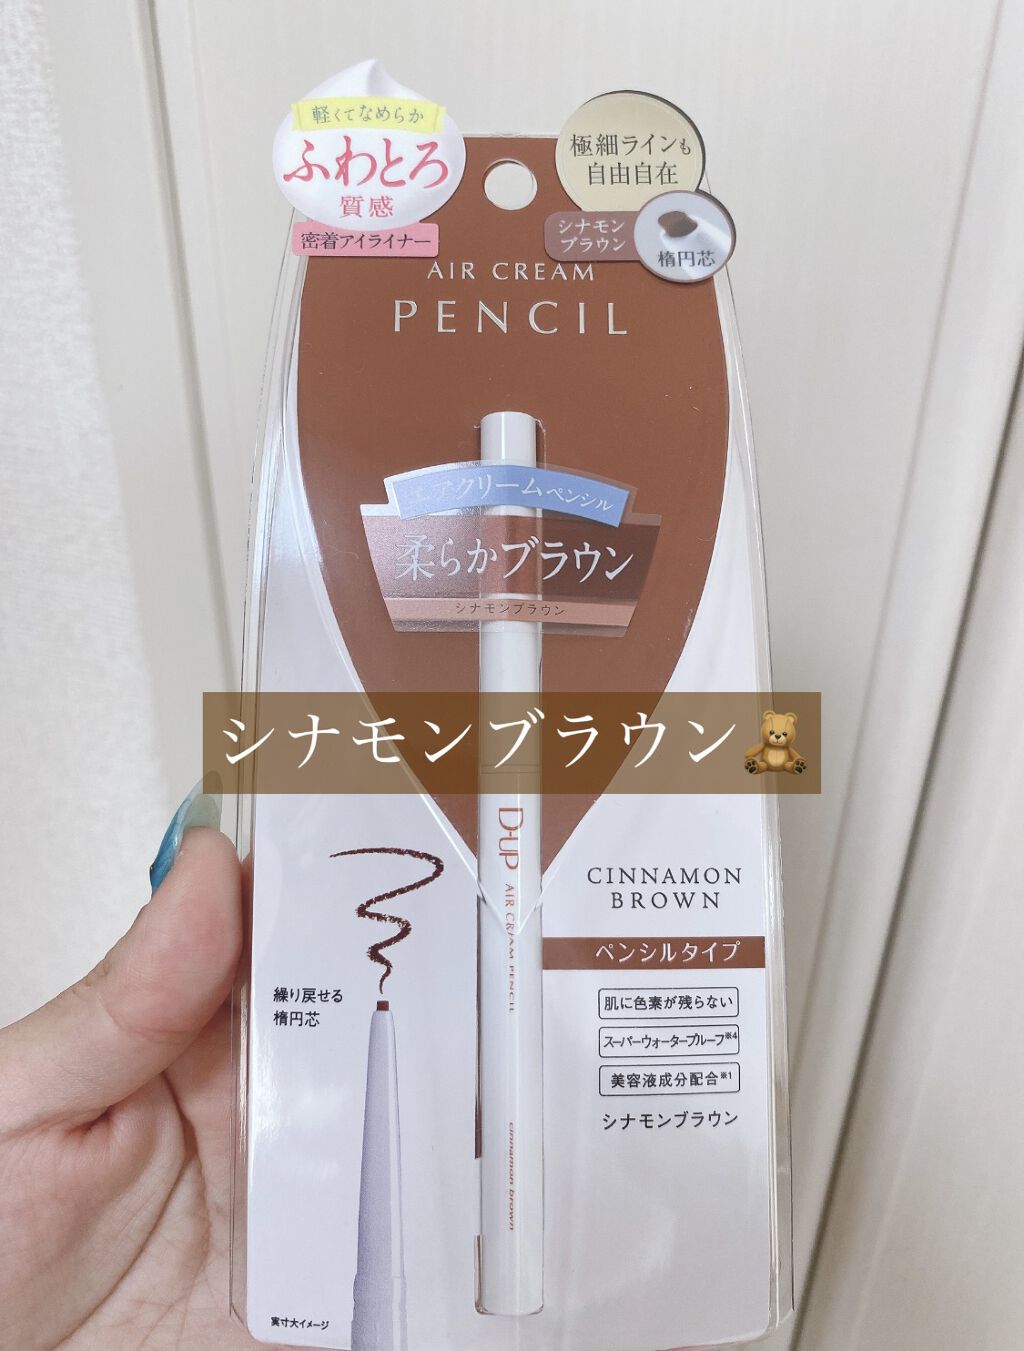 軽くてなめらか
ふわとろ
質感
密着アイライナー
極細ラインも
自由自在
シナモン
ブラウン
楕円芯
AIR CREAM
PENCIL
エアクリームペンシル
柔らかブラウン
シナモンブラウン
シナモンブラウン🧸
D-UP AIR CREAM PENCIL
cinnamon brown
CINNAMON
BROWN
ペンシルタイプ
肌に色素が残らない
スーパーウォータープルーフ※4
美容液成分配合※1
シナモンブラウン
繰り戻せる
楕円芯
実寸大イメージ